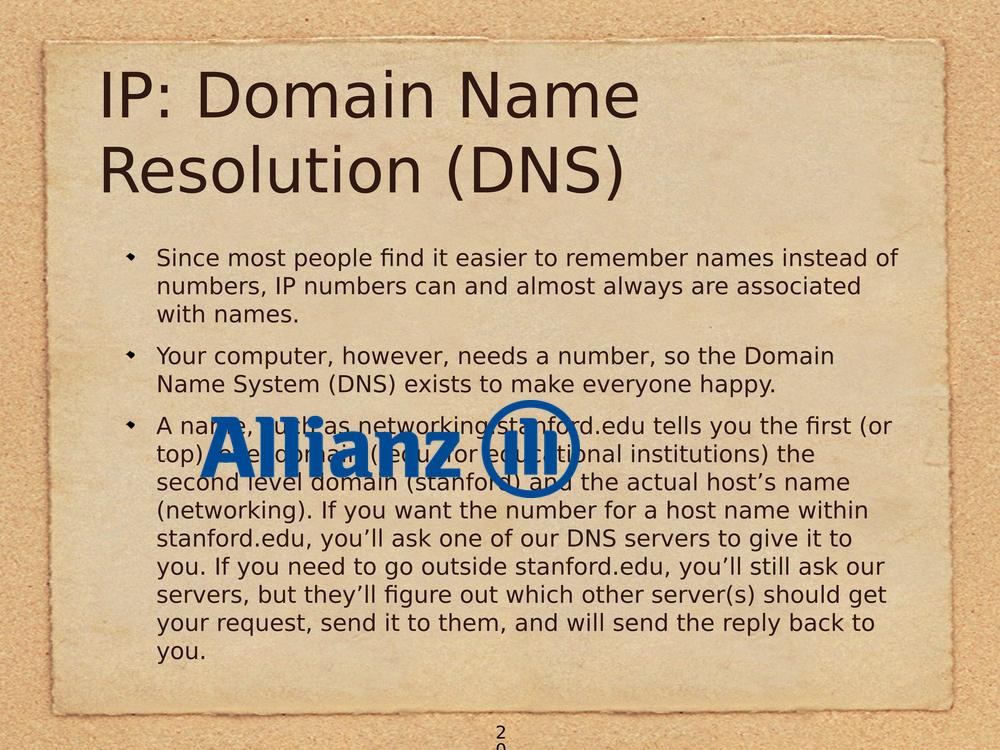 IP: Domain Name
Resolution (DNS)
Since most people find it easier to remember names instead of
numbers, IP numbers can and almost always are associated
with names.
Your computer, however, needs a number, so the Domain
Name System (DNS) exists to make everyone happy.
A name, such as networking.stanford.edu tells you the first (or
top) level domain (.edu, for educational institutions) the
second level domain (stanford) and the actual host’s name
(networking). If you want the number for a host name within
stanford.edu, you’ll ask one of our DNS servers to give it to
you. If you need to go outside stanford.edu, you’ll still ask our
servers, but they’ll figure out which other server(s) should get
your request, send it to them, and will send the reply back to
you.
Allianz
20